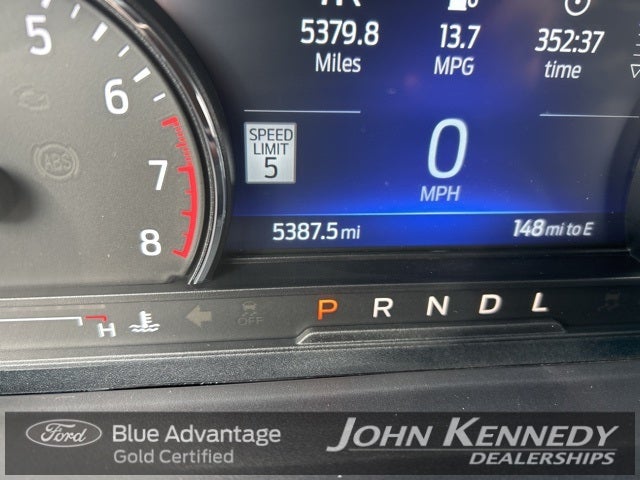 5
6
7
8
ABS
5379.8
Miles
13.7
MPG
352:37
time
SPEED
LIMIT
5
0
MPH
5387.5 mi
148 mi to E
H
OFF
P R N D L
Ford
Blue Advantage
Gold Certified
JOHN KENNEDY
DEALERSHIPS